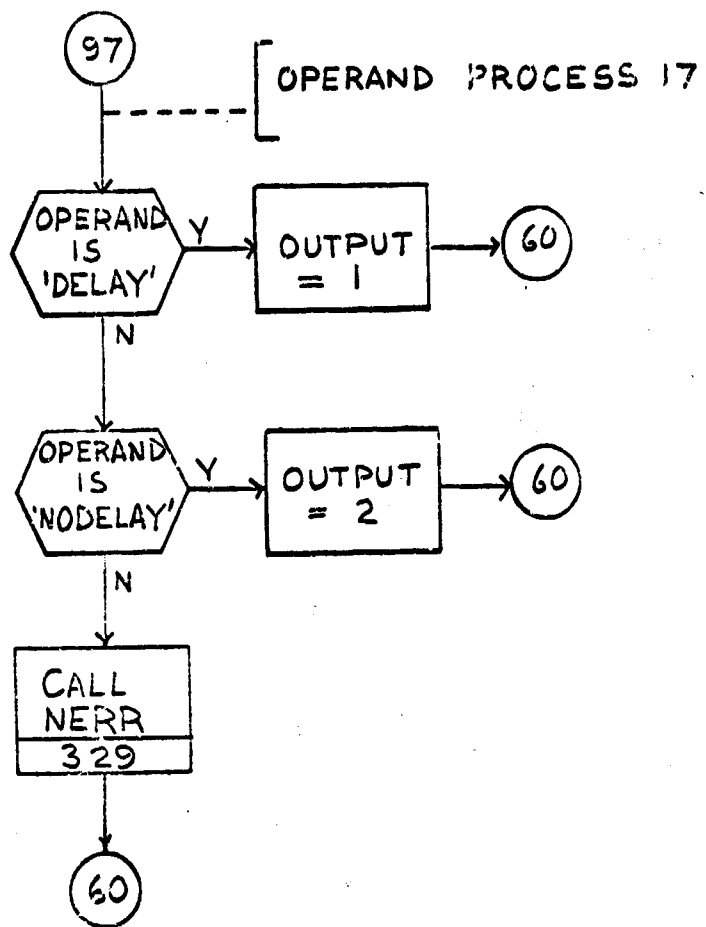 97
OPERAND PROCESS 17
OPERAND
IS
'DELAY'
Y
OUTPUT
= 1
60
N
OPERAND
IS
'NODELAY'
Y
OUTPUT
= 2
60
N
CALL
NERR
329
60